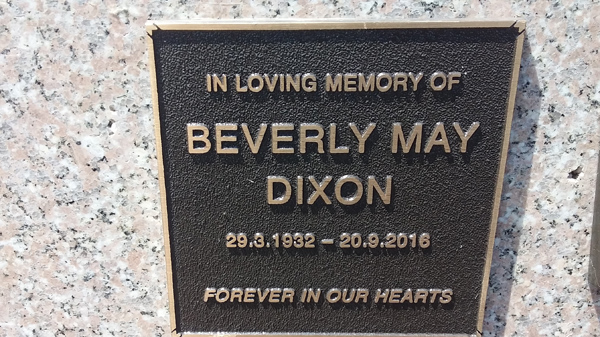 IN LOVING MEMORY OF
BEVERLY MAY
DIXON
29.3.1932 – 20.9.2016
FOREVER IN OUR HEARTS